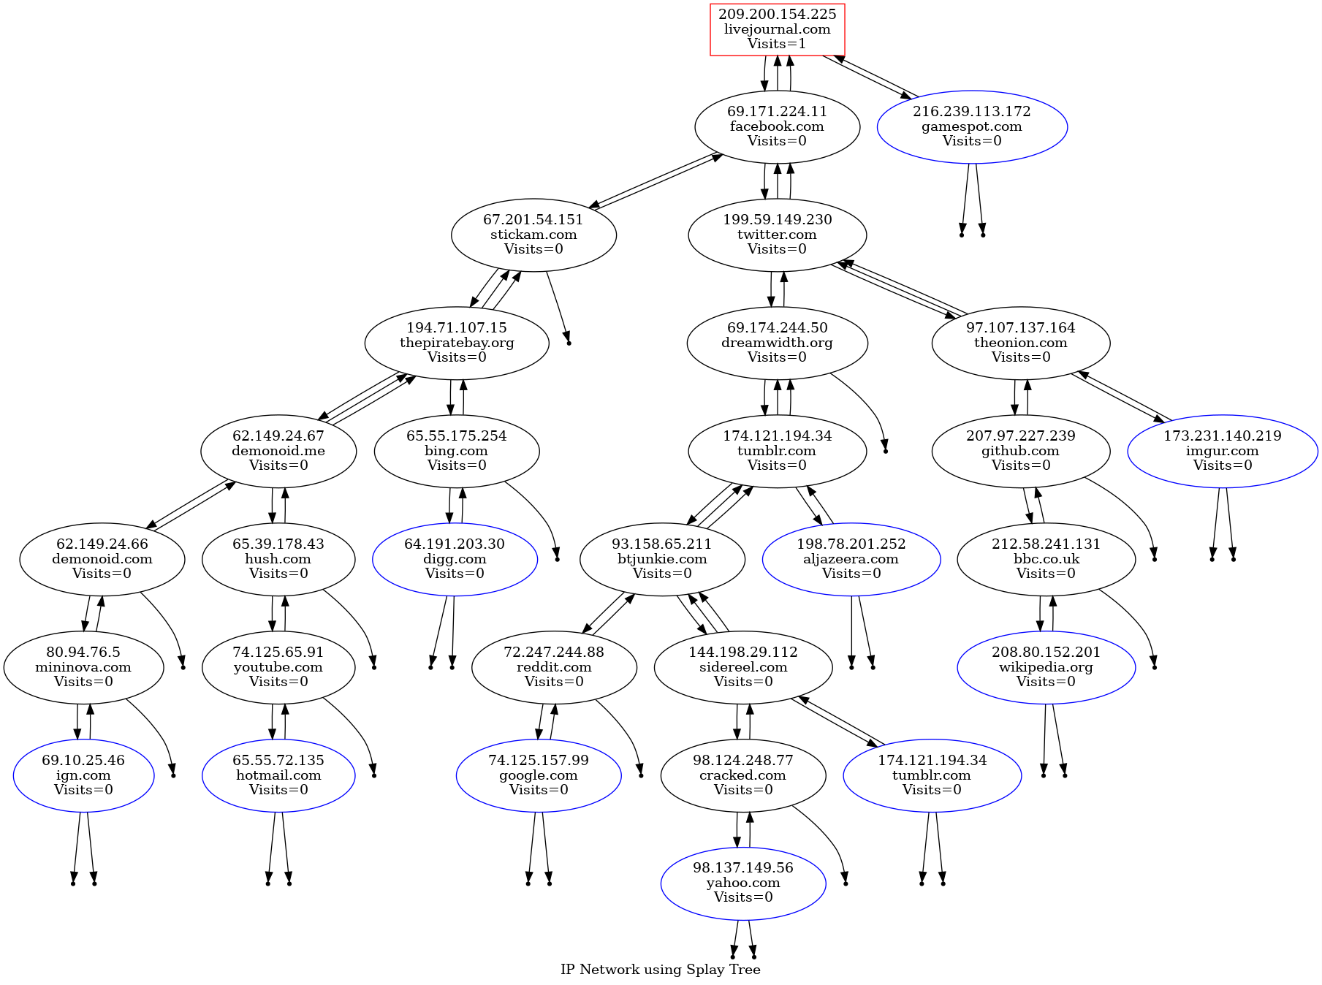 209.200.154.225
livejournal.com
Visits=1
69.171.224.11
facebook.com
Visits=0
216.239.113.172
gamespot.com
Visits=0
67.201.54.151
stickam.com
Visits=0
199.59.149.230
twitter.com
Visits=0
194.71.107.15
thepiratebay.org
Visits=0
69.174.244.50
dreamwidth.org
Visits=0
97.107.137.164
theonion.com
Visits=0
62.149.24.67
demonoid.me
Visits=0
65.55.175.254
bing.com
Visits=0
174.121.194.34
tumblr.com
Visits=0
207.97.227.239
github.com
Visits=0
173.231.140.219
imgur.com
Visits=0
62.149.24.66
demonoid.com
Visits=0
65.39.178.43
hush.com
Visits=0
64.191.203.30
digg.com
Visits=0
93.158.65.211
btjunkie.com
Visits=0
198.78.201.252
aljazeera.com
Visits=0
212.58.241.131
bbc.co.uk
Visits=0
80.94.76.5
mininova.com
Visits=0
74.125.65.91
youtube.com
Visits=0
72.247.244.88
reddit.com
Visits=0
144.198.29.112
sidereel.com
Visits=0
208.80.152.201
wikipedia.org
Visits=0
69.10.25.46
ign.com
Visits=0
65.55.72.135
hotmail.com
Visits=0
74.125.157.99
google.com
Visits=0
98.124.248.77
cracked.com
Visits=0
174.121.194.34
tumblr.com
Visits=0
98.137.149.56
yahoo.com
Visits=0
IP Network using Splay Tree